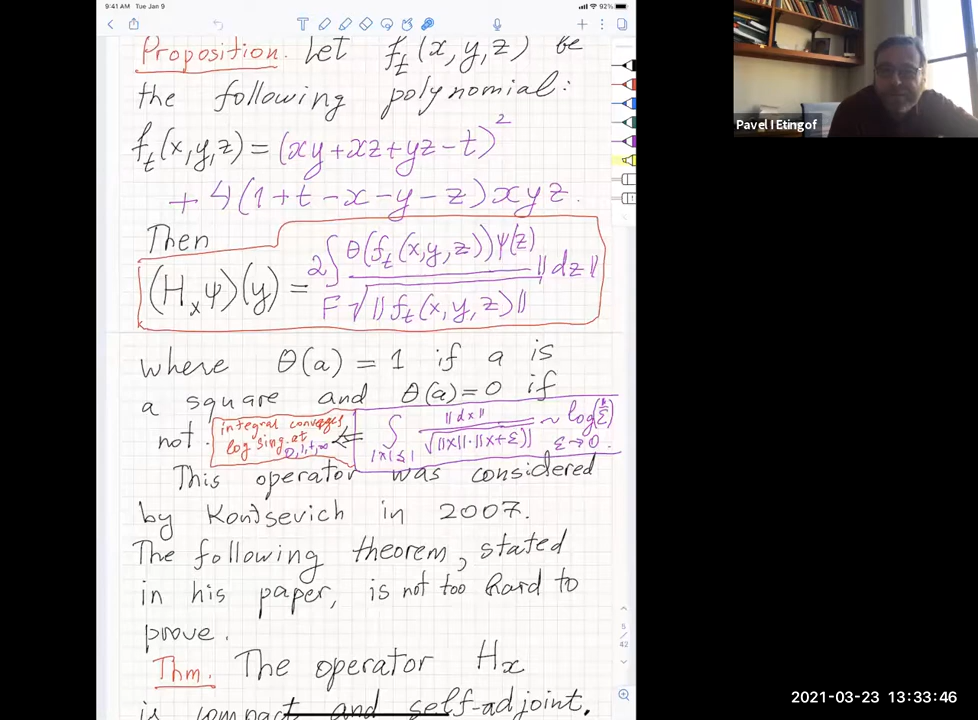 9:41 AM Tue Jan 9
92%
Proposition. Let f_t(x,y,z) be
the following polynomial:
f_t(x,y,z) = (xy+xz+yz-t)^2
+ 4(1+t-x-y-z)xyz.
Then
(H_x ψ)(y) = 2∫_F θ(f_t(x,y,z))ψ(z) / √‖f_t(x,y,z)‖ ‖dz‖
where θ(a) = 1 if a is
a square and θ(a)=0 if
not. integral converges
log sing. at 0,1,t,∞
⇐ ∫_{|x|≤1} ‖dx‖ / √(‖x‖·‖x+ε‖) ~ log() ε→0.
This operator was considered
by Kontsevich in 2007.
The following theorem, stated
in his paper, is not too hard to
prove.
Thm. The operator H_x
is compact and self-adjoint.
5
/
42
Pavel I Etingof
2021-03-23 13:33:46